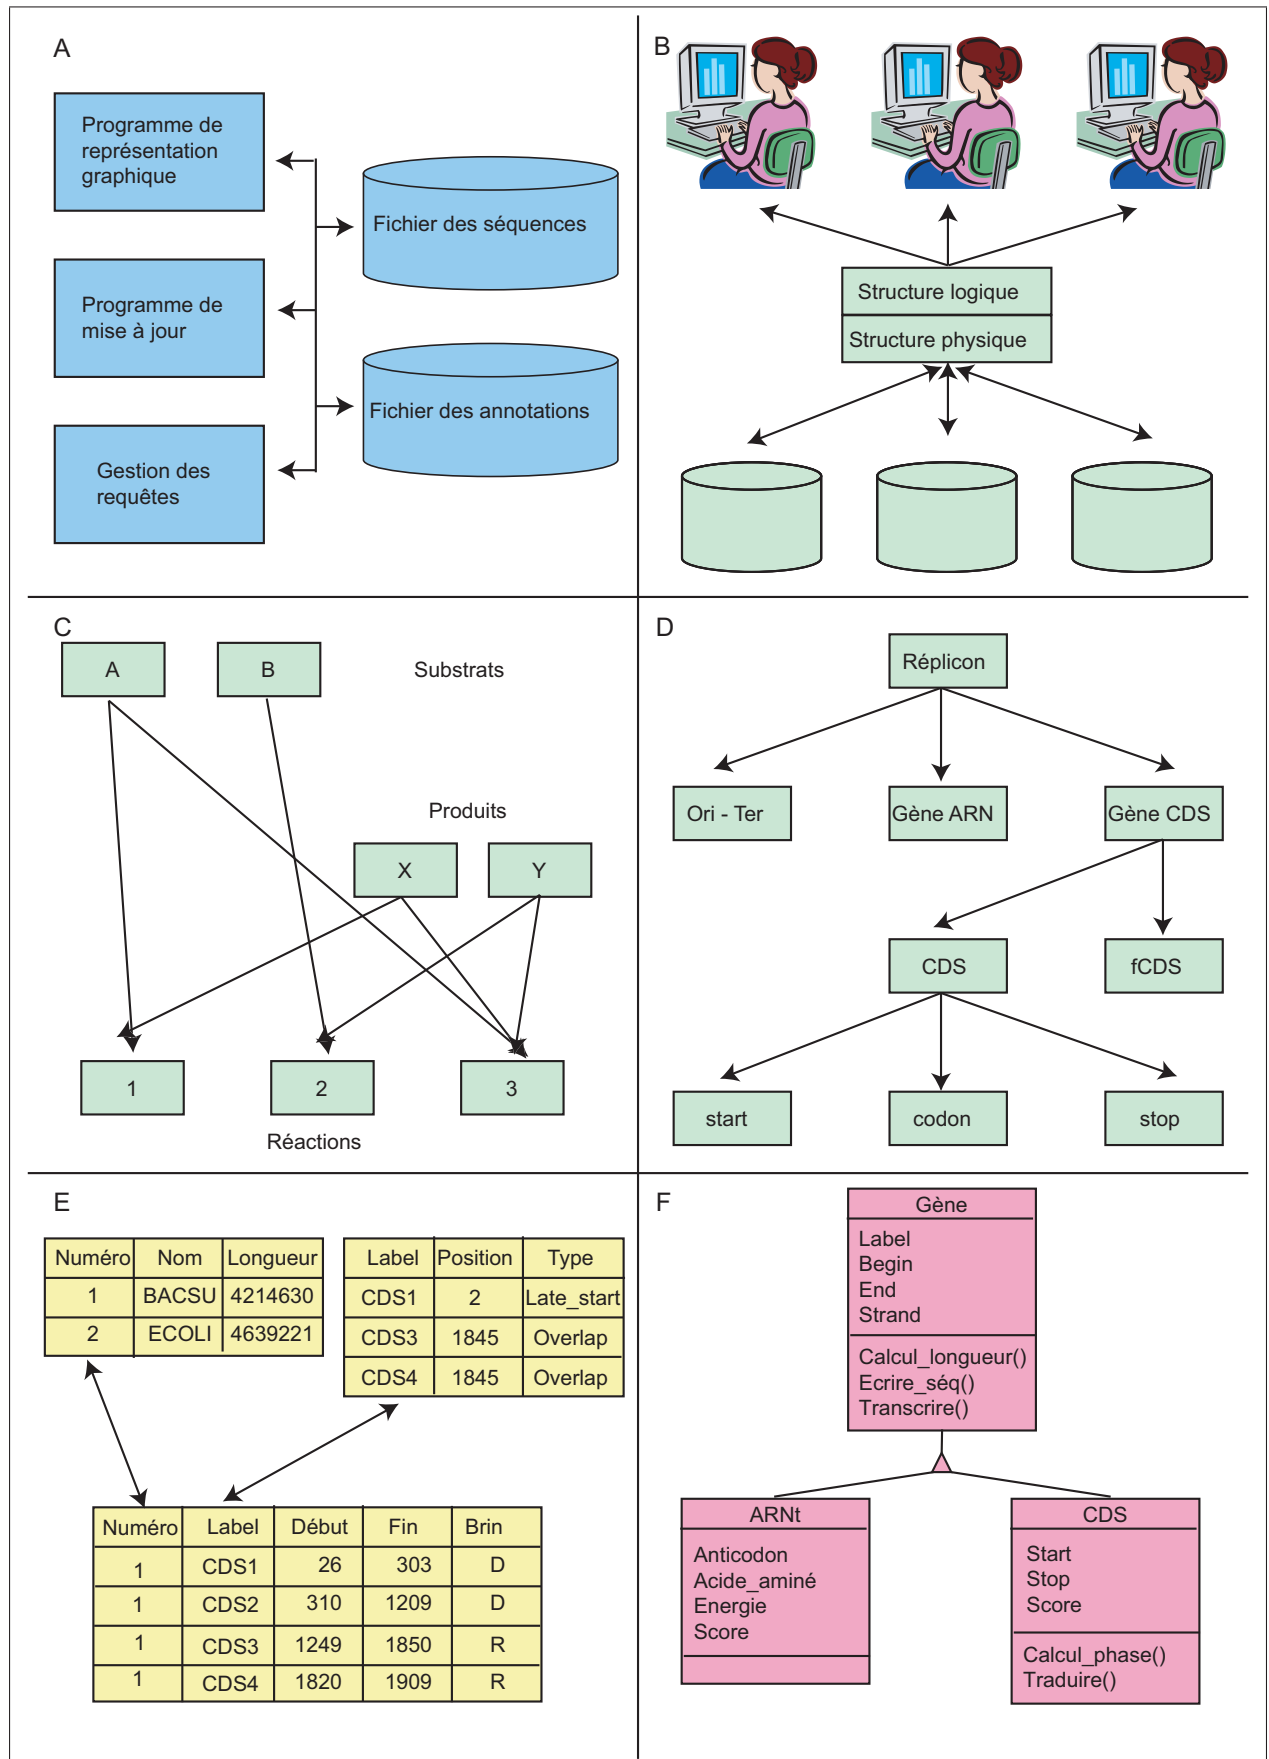 A
Programme de
représentation
graphique
Fichier des séquences
Programme de
mise à jour
Fichier des annotations
Gestion des
requêtes
B
Structure logique
Structure physique
C
A
B
Substrats
Produits
X
Y
1
2
3
Réactions
D
Réplicon
Ori - Ter
Gène ARN
Gène CDS
CDS
fCDS
start
codon
stop
E
Numéro Nom Longueur
1 BACSU 4214630
2 ECOLI 4639221
Label Position Type
CDS1 2 Late_start
CDS3 1845 Overlap
CDS4 1845 Overlap
Numéro Label Début Fin Brin
1 CDS1 26 303 D
1 CDS2 310 1209 D
1 CDS3 1249 1850 R
1 CDS4 1820 1909 R
F
Gène
Label
Begin
End
Strand
Calcul_longueur()
Ecrire_séq()
Transcrire()
ARNt
Anticodon
Acide_aminé
Energie
Score
CDS
Start
Stop
Score
Calcul_phase()
Traduire()